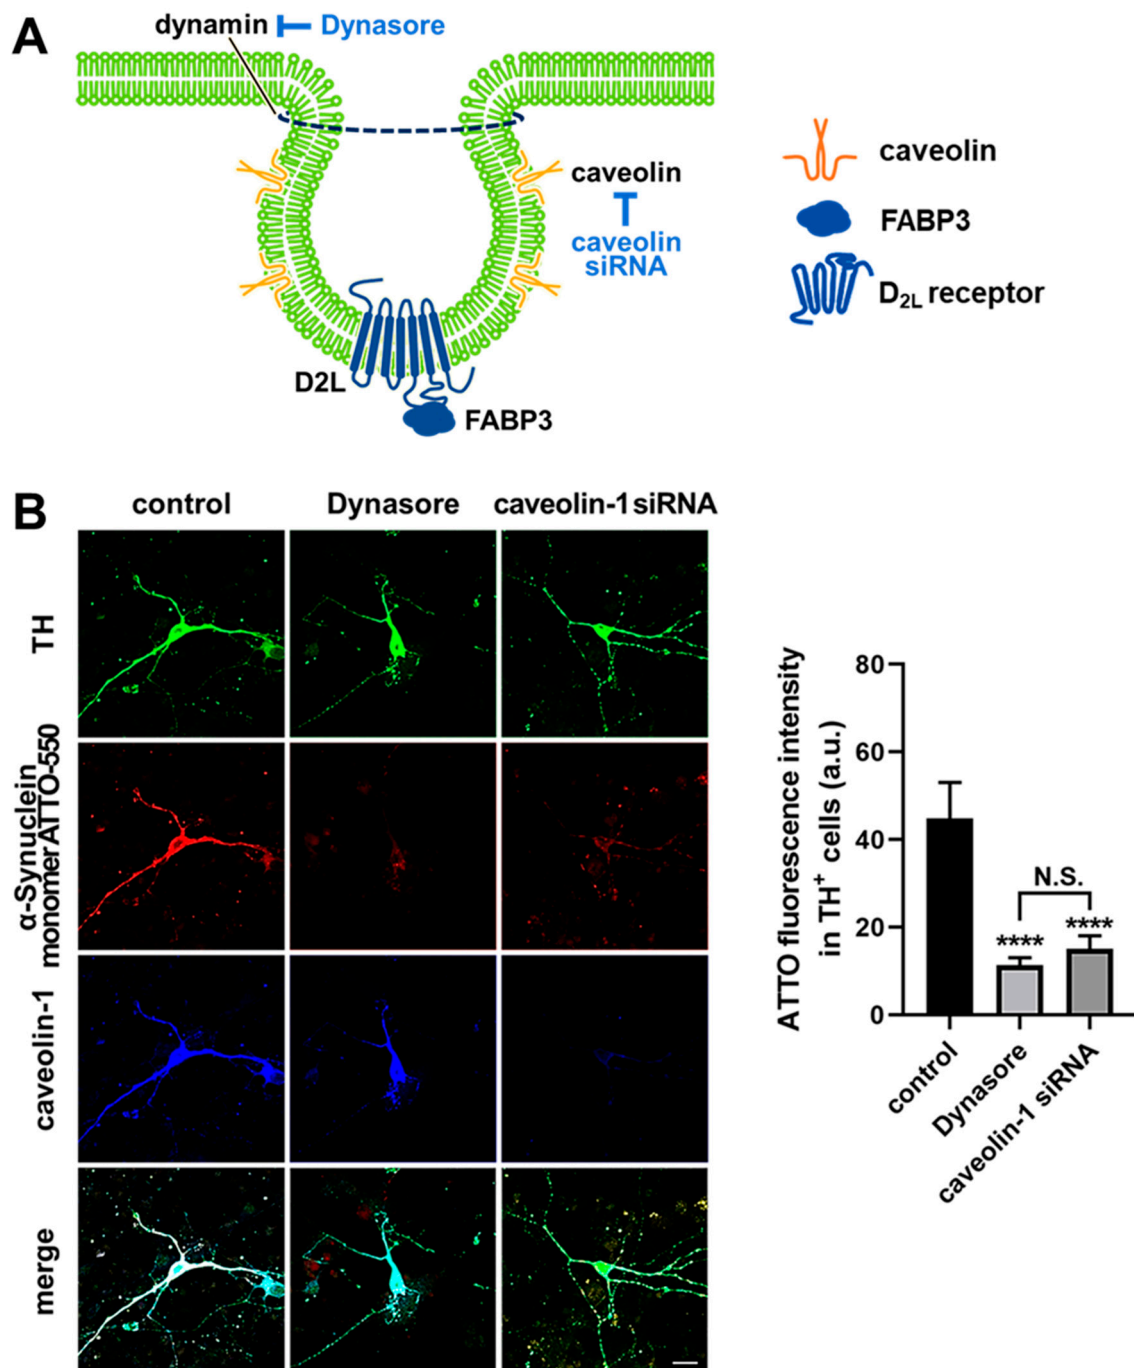 A
dynamin
Dynasore
caveolin
caveolin
siRNA
D2L
FABP3
caveolin
FABP3
D2L receptor
B
control
Dynasore
caveolin-1 siRNA
TH
α-Synuclein
monomer ATTO-550
caveolin-1
merge
ATTO fluorescence intensity
in TH+ cells (a.u.)
80
60
40
20
0
N.S.
****
****
control
Dynasore
caveolin-1 siRNA